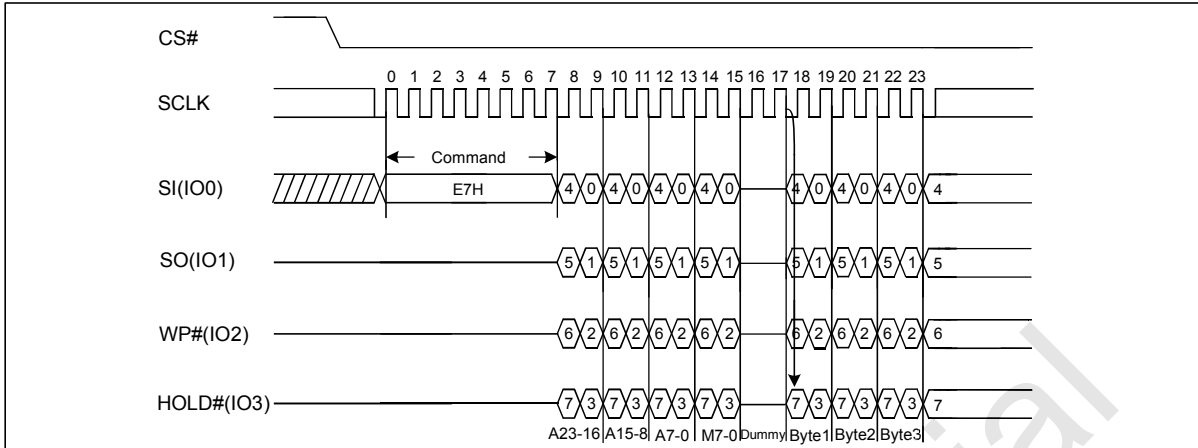 CS#
0 1 2 3 4 5 6 7 8 9 10 11 12 13 14 15 16 17 18 19 20 21 22 23
SCLK
Command
SI(IO0) E7H 4 0 4 0 4 0 4 0 4 0 4 0 4 0 4
SO(IO1) 5 1 5 1 5 1 5 1 5 1 5 1 5 1 5
WP#(IO2) 6 2 6 2 6 2 6 2 6 2 6 2 6 2 6
HOLD#(IO3) 7 3 7 3 7 3 7 3 7 3 7 3 7 3 7
A23-16 A15-8 A7-0 M7-0 Dummy Byte1 Byte2 Byte3